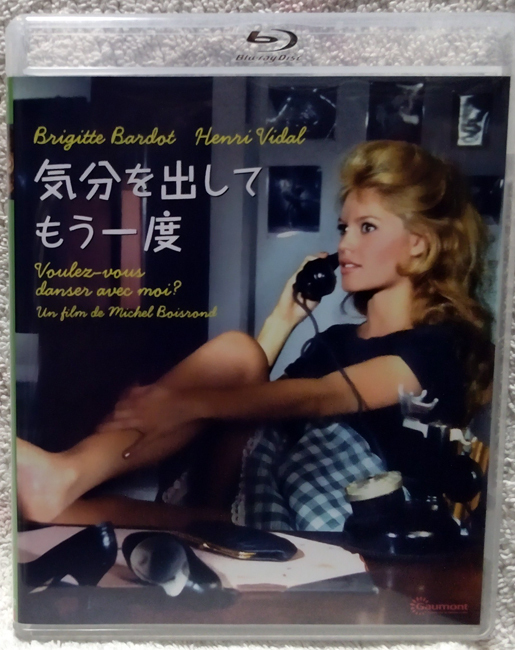 Blu-ray Disc
Brigitte Bardot Henri Vidal
気分を出して
もう一度
Voulez-vous
danser avec moi?
Un film de Michel Boisrond
Gaumont